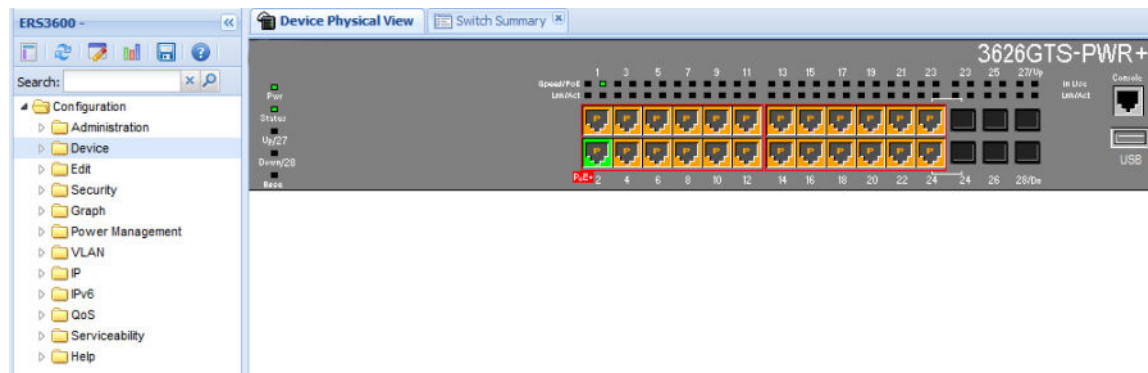 ERS3600 -
Device Physical View
Switch Summary
Search:
Configuration
Administration
Device
Edit
Security
Graph
Power Management
VLAN
IP
IPv6
QoS
Serviceability
Help
3626GTS-PWR+
1 3 5 7 9 11 13 15 17 19 21 23 23 25 27/Up
Speed/PoE
In Use
Lnk/Act
Lnk/Act
Console
Pwr
Status
Up/27
Down/28
Base
USB
PoE+ 2 4 6 8 10 12 14 16 18 20 22 24 24 26 28/Dn